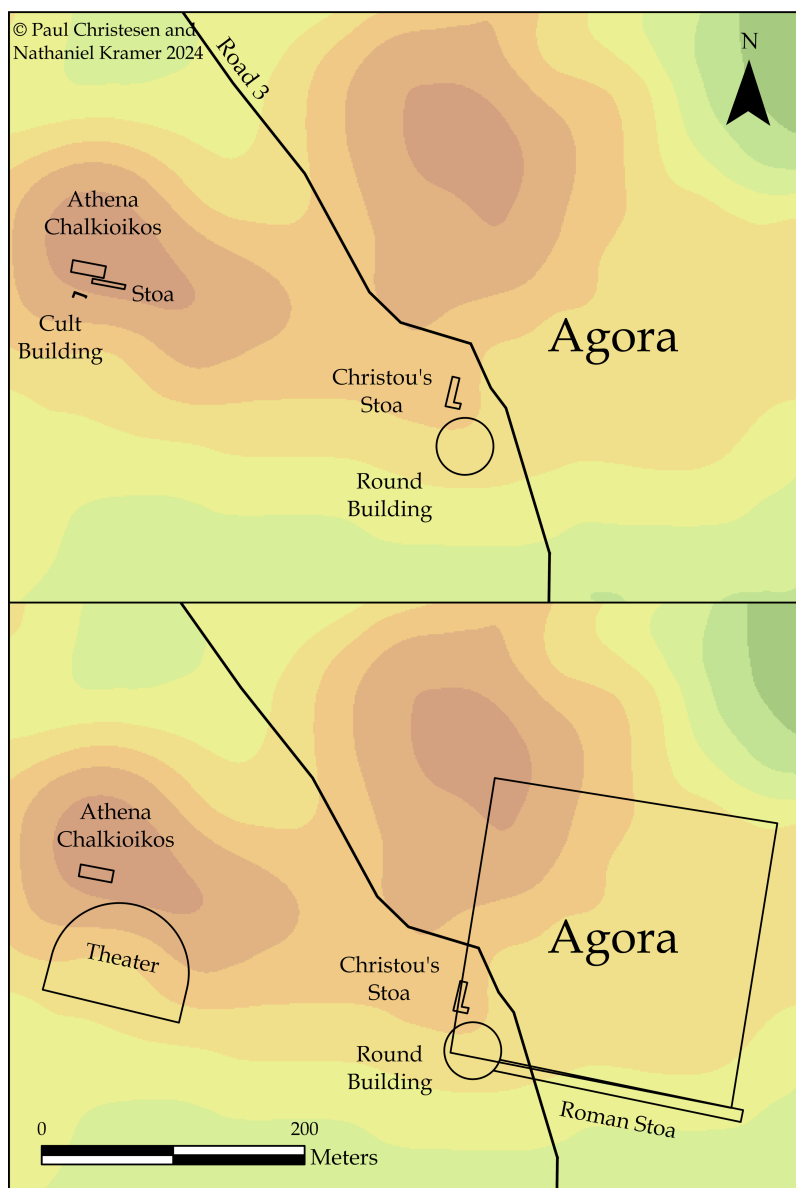 © Paul Christesen and
Nathaniel Kramer 2024
Road 3
N
Athena
Chalkioikos
Stoa
Cult
Building
Agora
Christou's
Stoa
Round
Building
Athena
Chalkioikos
Theater
Agora
Christou's
Stoa
Round
Building
Roman Stoa
0
200
Meters